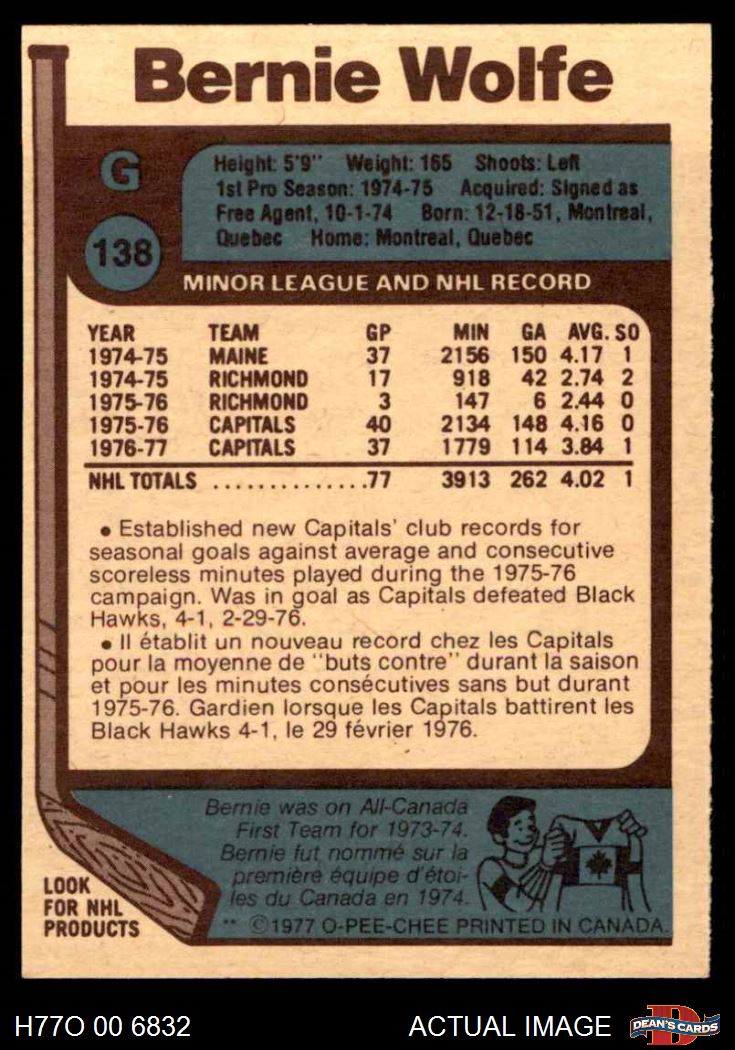 Bernie Wolfe
G
138
Height: 5'9" Weight: 165 Shoots: Left
1st Pro Season: 1974-75 Acquired: Signed as
Free Agent, 10-1-74 Born: 12-18-51, Montreal,
Quebec Home: Montreal, Quebec
MINOR LEAGUE AND NHL RECORD
YEAR TEAM GP MIN GA AVG. SO
1974-75 MAINE 37 2156 150 4.17 1
1974-75 RICHMOND 17 918 42 2.74 2
1975-76 RICHMOND 3 147 6 2.44 0
1975-76 CAPITALS 40 2134 148 4.16 0
1976-77 CAPITALS 37 1779 114 3.84 1
NHL TOTALS ..............77 3913 262 4.02 1
• Established new Capitals' club records for
seasonal goals against average and consecutive
scoreless minutes played during the 1975-76
campaign. Was in goal as Capitals defeated Black
Hawks, 4-1, 2-29-76.
• Il établit un nouveau record chez les Capitals
pour la moyenne de "buts contre" durant la saison
et pour les minutes consécutives sans but durant
1975-76. Gardien lorsque les Capitals battirent les
Black Hawks 4-1, le 29 février 1976.
Bernie was on All-Canada
First Team for 1973-74.
Bernie fut nommé sur la
première équipe d'étoi-
les du Canada en 1974.
LOOK
FOR NHL
PRODUCTS
** ©1977 O-PEE-CHEE PRINTED IN CANADA.
H77O 00 6832 ACTUAL IMAGE
D
DEAN'S CARDS